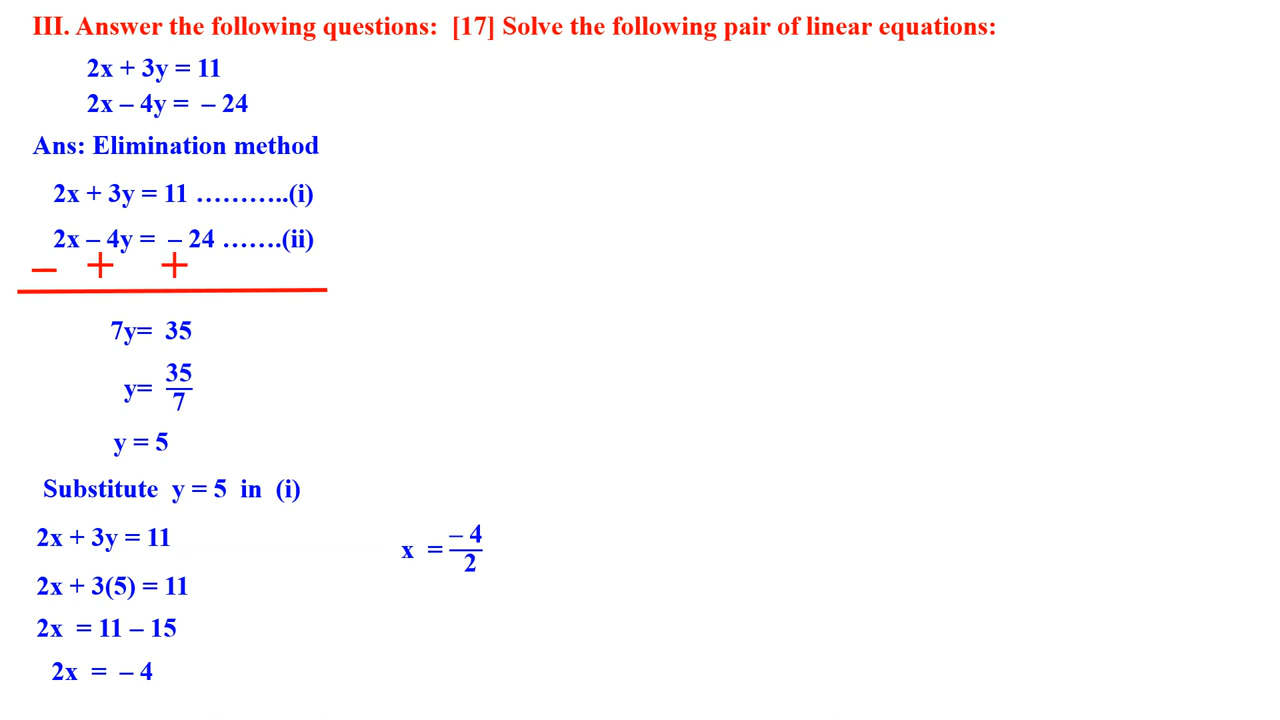 III. Answer the following questions:  [17] Solve the following pair of linear equations:
2x + 3y = 11
2x – 4y =  – 24
Ans: Elimination method
2x + 3y = 11 ………..(i)
2x – 4y =  – 24 …….(ii)
– + +
7y=  35
y= 35/7
y = 5
Substitute  y = 5  in  (i)
2x + 3y = 11
2x + 3(5) = 11
2x  = 11 – 15
2x  =  – 4
x  = – 4/2